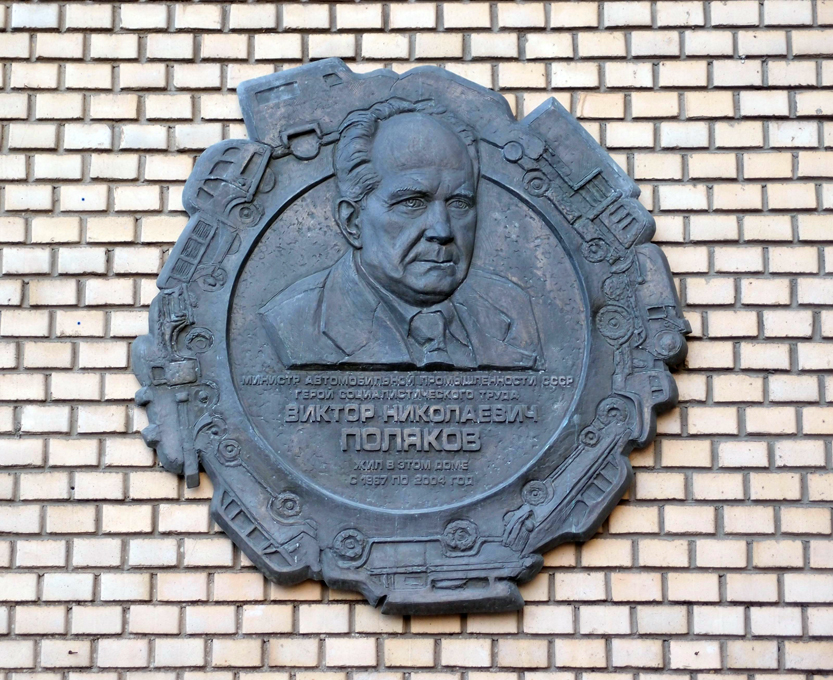 МИНИСТР АВТОМОБИЛЬНОЙ ПРОМЫШЛЕННОСТИ СССР
ГЕРОЙ СОЦИАЛИСТИЧЕСКОГО ТРУДА
ВИКТОР НИКОЛАЕВИЧ
ПОЛЯКОВ
ЖИЛ В ЭТОМ ДОМЕ
С 1967 ПО 2004 ГОД